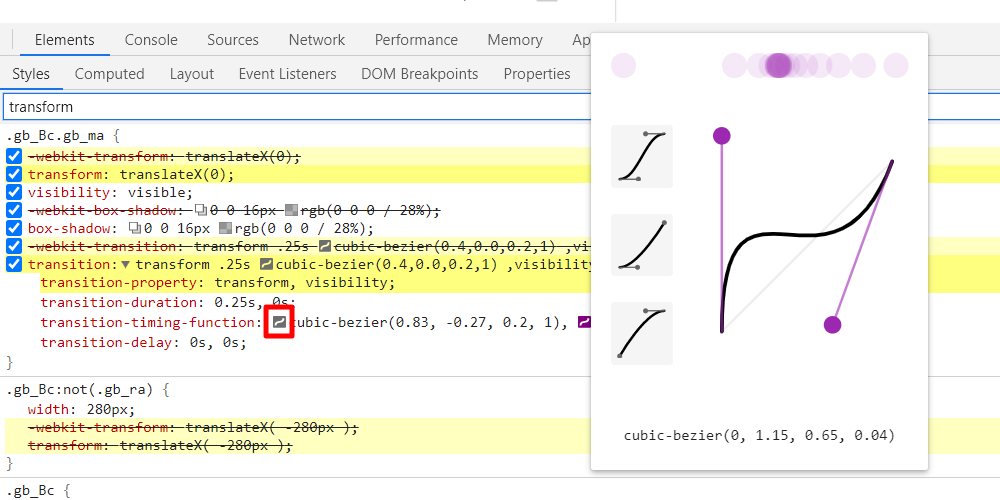 Elements Console Sources Network Performance Memory Ap
Styles Computed Layout Event Listeners DOM Breakpoints Properties
transform
.gb_Bc.gb_ma {
-webkit-transform: translateX(0);
transform: translateX(0);
visibility: visible;
-webkit-box-shadow: 0 0 16px rgb(0 0 0 / 28%);
box-shadow: 0 0 16px rgb(0 0 0 / 28%);
-webkit-transition: transform .25s cubic-bezier(0.4,0.0,0.2,1) ,vi
transition: transform .25s cubic-bezier(0.4,0.0,0.2,1) ,visibility
transition-property: transform, visibility;
transition-duration: 0.25s, 0s;
transition-timing-function: cubic-bezier(0.83, -0.27, 0.2, 1),
transition-delay: 0s, 0s;
}
.gb_Bc:not(.gb_ra) {
width: 280px;
-webkit-transform: translateX( -280px );
transform: translateX( -280px );
}
.gb_Bc {
cubic-bezier(0, 1.15, 0.65, 0.04)